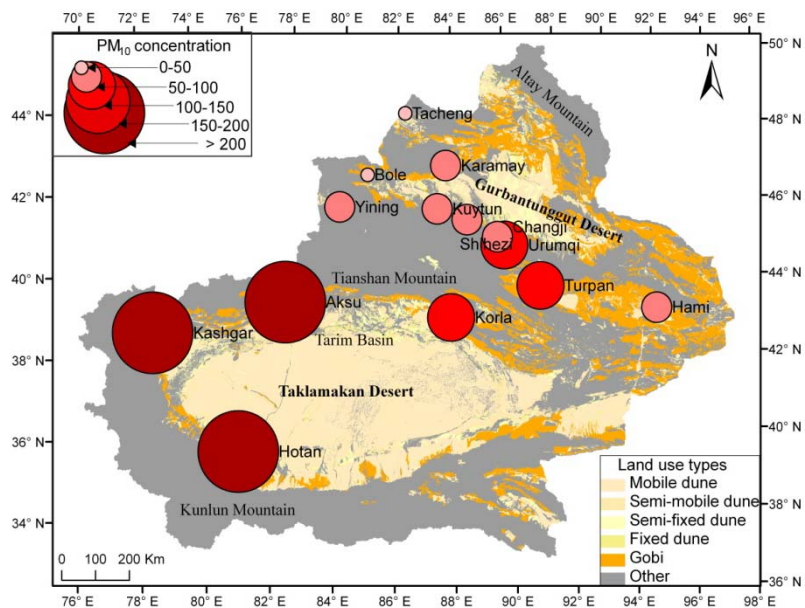 70° E 72° E 74° E 76° E 78° E 80° E 82° E 84° E 86° E 88° E 90° E 92° E 94° E 96° E
PM10 concentration
0-50
50-100
100-150
150-200
> 200
N
50° N
48° N
46° N
44° N
42° N
40° N
38° N
36° N
44° N
42° N
40° N
38° N
36° N
34° N
Altay Mountain
Tacheng
Karamay
Bole
Gurbantunggut Desert
Yining
Kuytun
Changji
Shihezi
Urumqi
Tianshan Mountain
Turpan
Aksu
Hami
Korla
Kashgar
Tarim Basin
Taklamakan Desert
Hotan
Kunlun Mountain
Land use types
Mobile dune
Semi-mobile dune
Semi-fixed dune
Fixed dune
Gobi
Other
0 100 200 Km
76° E 78° E 80° E 82° E 84° E 86° E 88° E 90° E 92° E 94° E